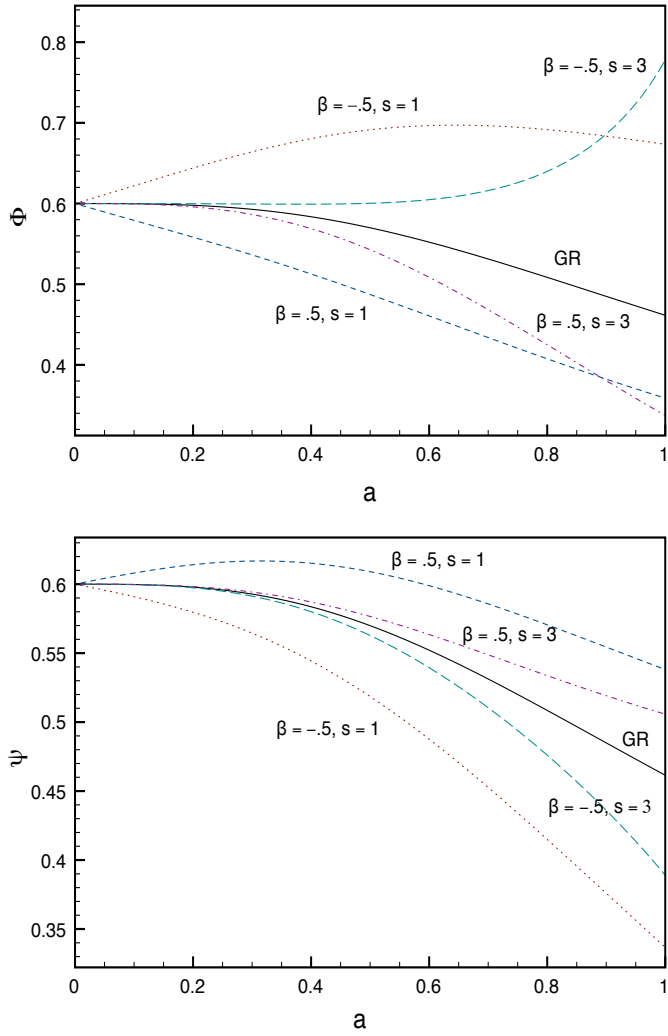 0.8
β = −.5, s = 3
β = −.5, s = 1
0.7
0.6
Φ
GR
0.5
β = .5, s = 1
β = .5, s = 3
0.4
0
0.2
0.4
0.6
0.8
1
a
β = .5, s = 1
0.6
β = .5, s = 3
0.55
0.5
β = −.5, s = 1
GR
ψ
0.45
β = −.5, s = 3
0.4
0.35
0
0.2
0.4
0.6
0.8
1
a